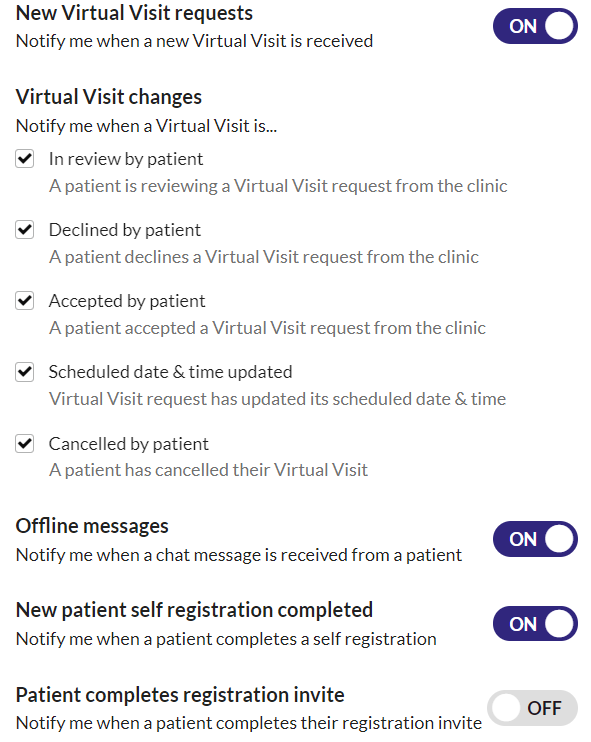 New Virtual Visit requests
Notify me when a new Virtual Visit is received
ON
Virtual Visit changes
Notify me when a Virtual Visit is...
In review by patient
A patient is reviewing a Virtual Visit request from the clinic
Declined by patient
A patient declines a Virtual Visit request from the clinic
Accepted by patient
A patient accepted a Virtual Visit request from the clinic
Scheduled date & time updated
Virtual Visit request has updated its scheduled date & time
Cancelled by patient
A patient has cancelled their Virtual Visit
Offline messages
Notify me when a chat message is received from a patient
ON
New patient self registration completed
Notify me when a patient completes a self registration
ON
Patient completes registration invite
Notify me when a patient completes their registration invite
OFF